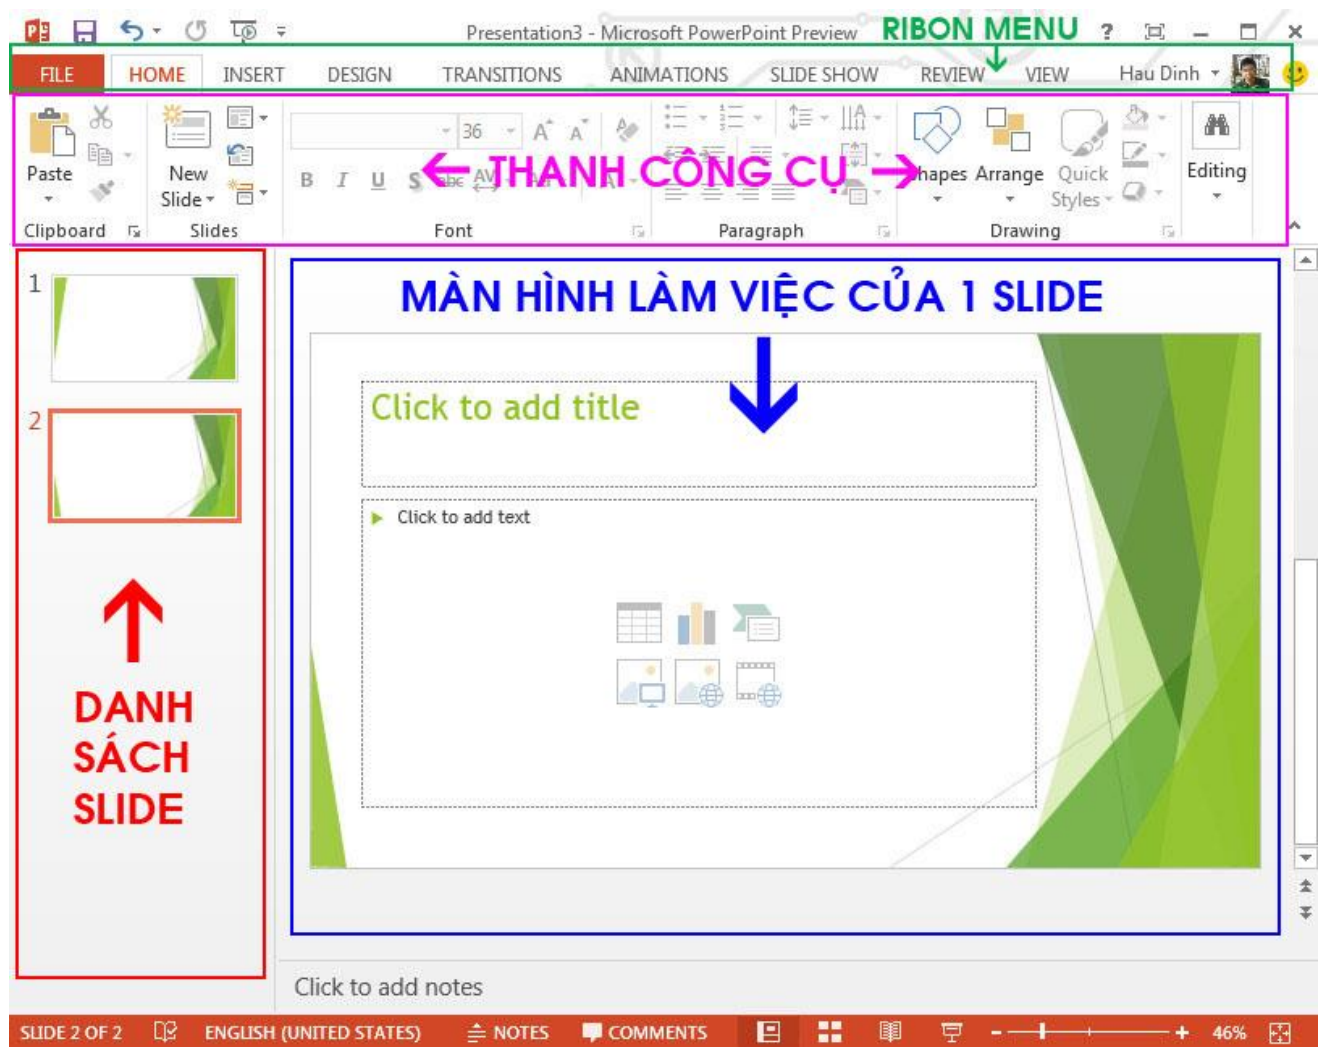 Presentation3 - Microsoft PowerPoint Preview
RIBON MENU
?
FILE HOME INSERT DESIGN TRANSITIONS ANIMATIONS SLIDE SHOW REVIEW VIEW Hau Dinh
36 A A
Paste
New
Slide
B I U S abc AV
THANH CÔNG CỤ
Shapes Arrange Quick
Styles
Editing
Clipboard Slides Font Paragraph Drawing
1
2
DANH
SÁCH
SLIDE
MÀN HÌNH LÀM VIỆC CỦA 1 SLIDE
Click to add title
Click to add text
Click to add notes
SLIDE 2 OF 2 ENGLISH (UNITED STATES) NOTES COMMENTS 46%